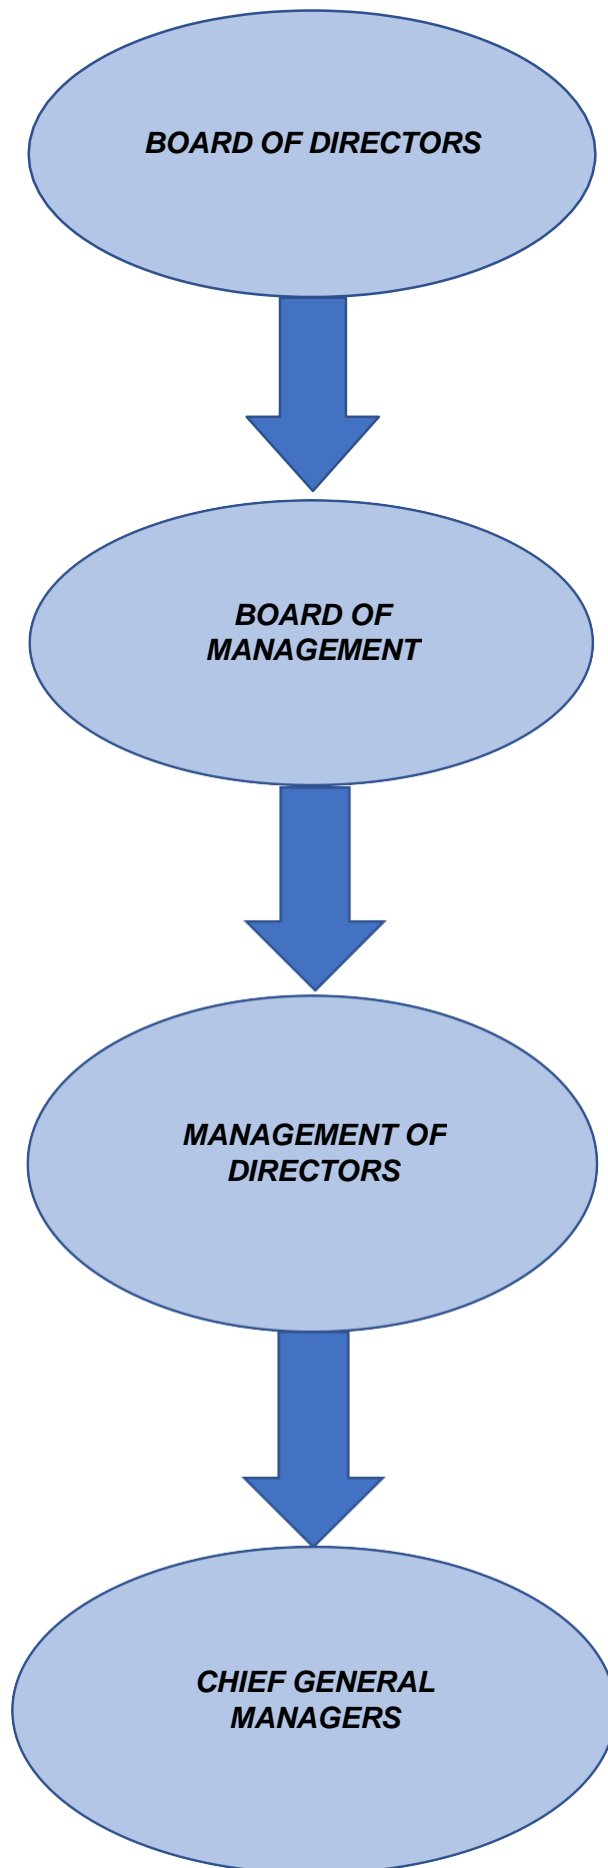 BOARD OF DIRECTORS
BOARD OF
MANAGEMENT
MANAGEMENT OF
DIRECTORS
CHIEF GENERAL
MANAGERS